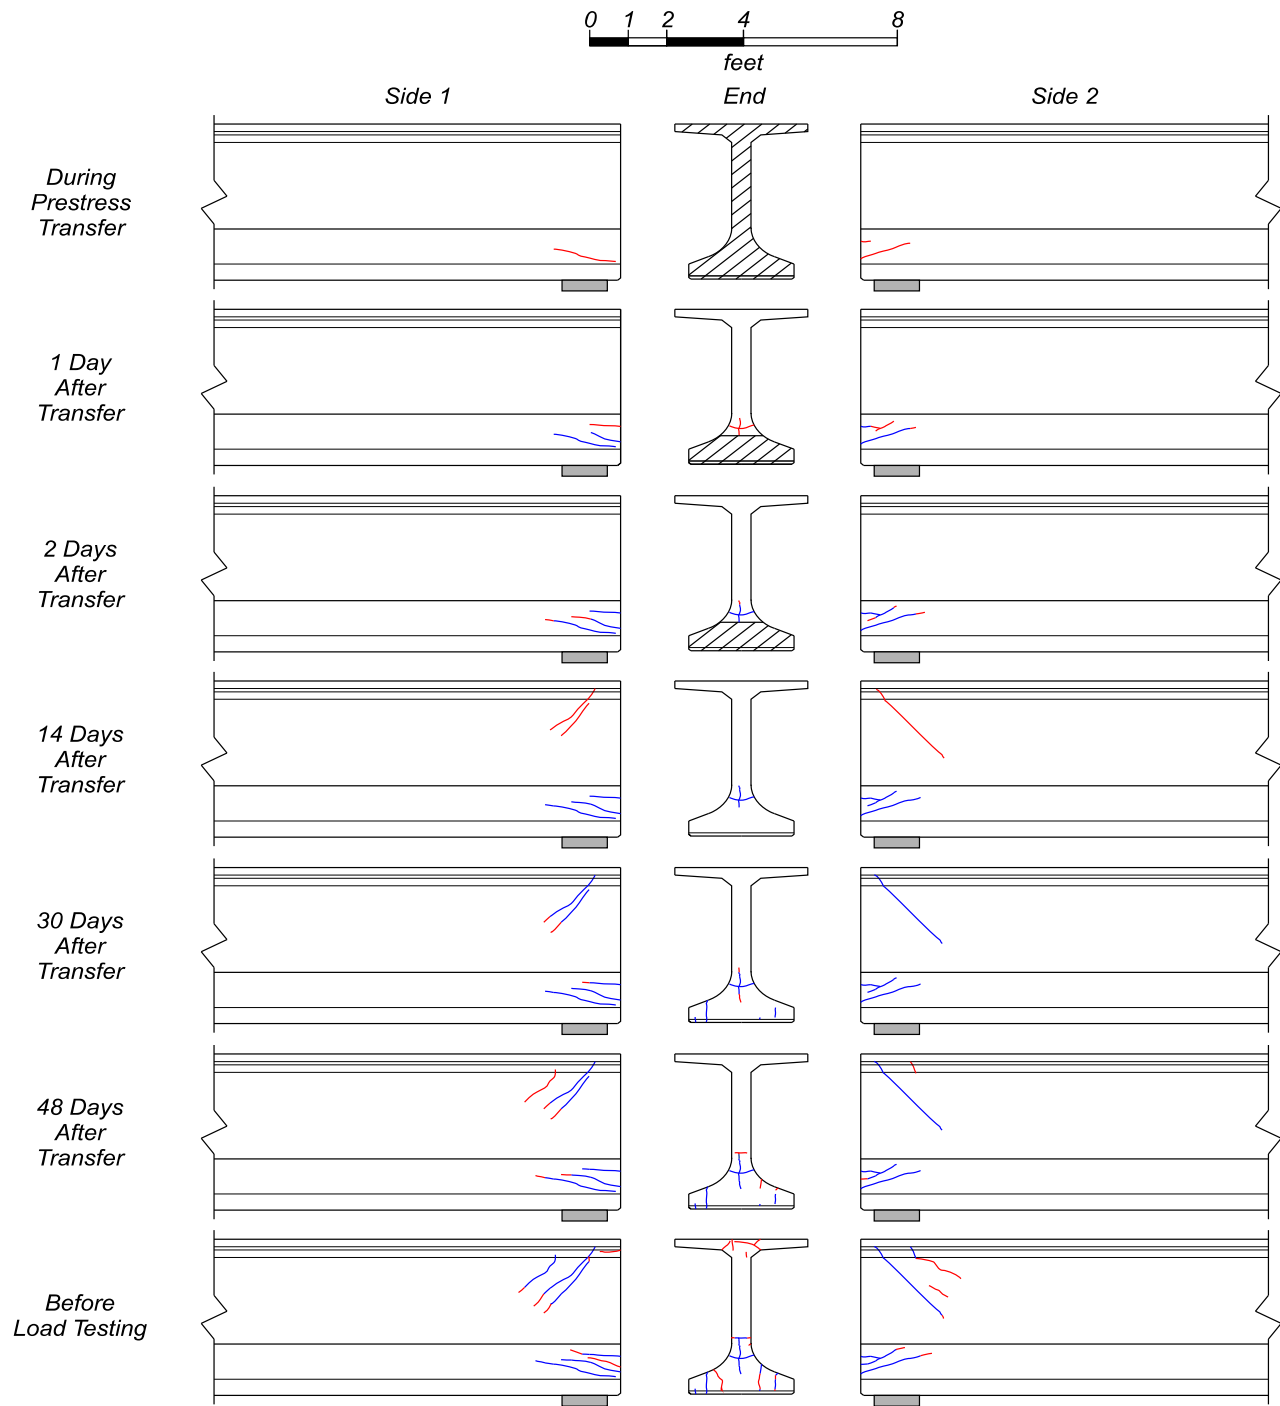 0 1 2 4 8
feet
Side 1 End Side 2
During
Prestress
Transfer
1 Day
After
Transfer
2 Days
After
Transfer
14 Days
After
Transfer
30 Days
After
Transfer
48 Days
After
Transfer
Before
Load Testing